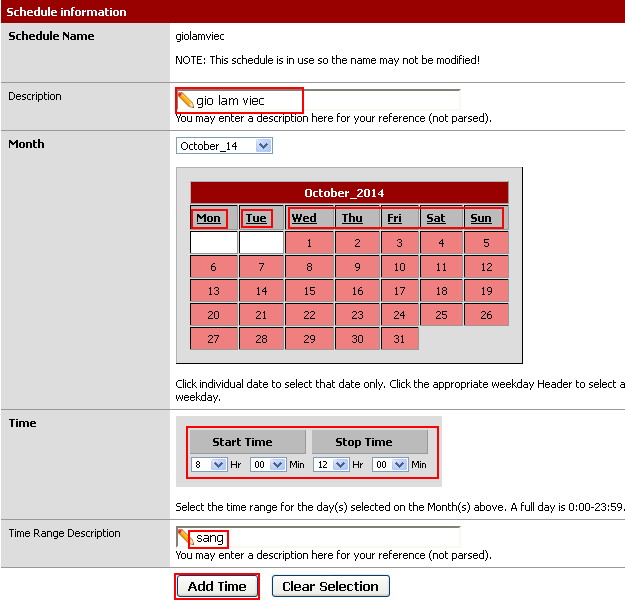 Schedule information
Schedule Name
giolamviec
NOTE: This schedule is in use so the name may not be modified!
Description
gio lam viec
You may enter a description here for your reference (not parsed).
Month
October_14
October_2014
Mon Tue Wed Thu Fri Sat Sun
1 2 3 4 5
6 7 8 9 10 11 12
13 14 15 16 17 18 19
20 21 22 23 24 25 26
27 28 29 30 31
Click individual date to select that date only. Click the appropriate weekday Header to select a
weekday.
Time
Start Time Stop Time
8 Hr 00 Min 12 Hr 00 Min
Select the time range for the day(s) selected on the Month(s) above. A full day is 0:00-23:59.
Time Range Description
sang
You may enter a description here for your reference (not parsed).
Add Time Clear Selection